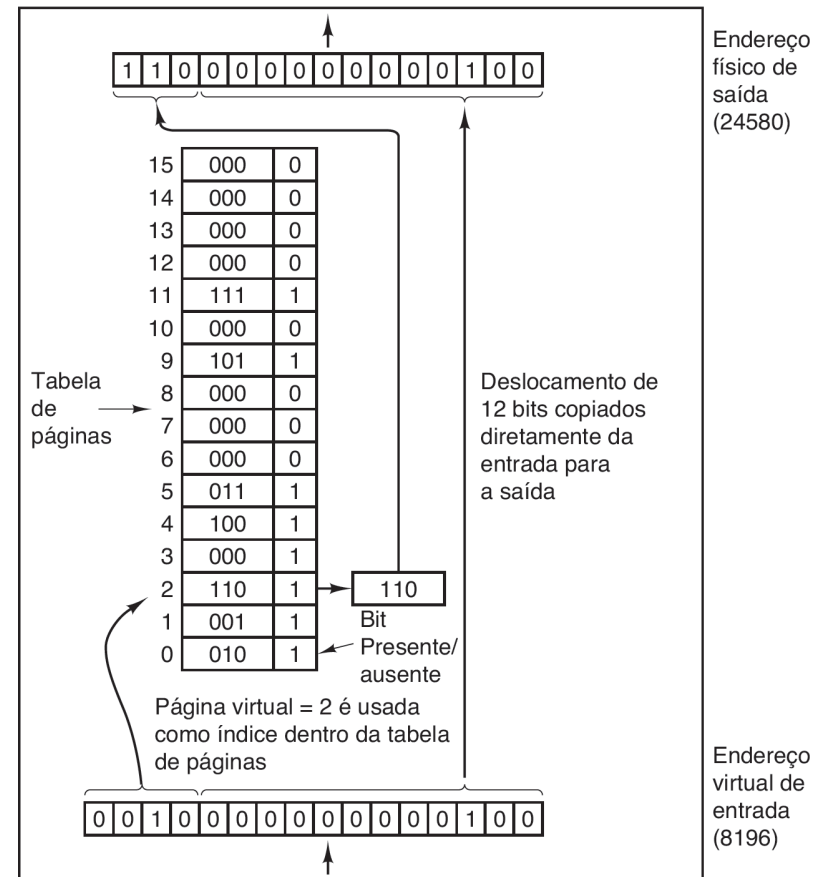 Endereço
físico de
saída
(24580)
1 1 0 0 0 0 0 0 0 0 0 0 1 0 0
15 000 0
14 000 0
13 000 0
12 000 0
11 111 1
10 000 0
9 101 1
8 000 0
7 000 0
6 000 0
5 011 1
4 100 1
3 000 1
2 110 1 110
1 001 1
0 010 1
Tabela
de
páginas
Deslocamento de
12 bits copiados
diretamente da
entrada para
a saída
Bit
Presente/
ausente
Página virtual = 2 é usada
como índice dentro da tabela
de páginas
0 0 1 0 0 0 0 0 0 0 0 0 0 1 0 0
Endereço
virtual de
entrada
(8196)